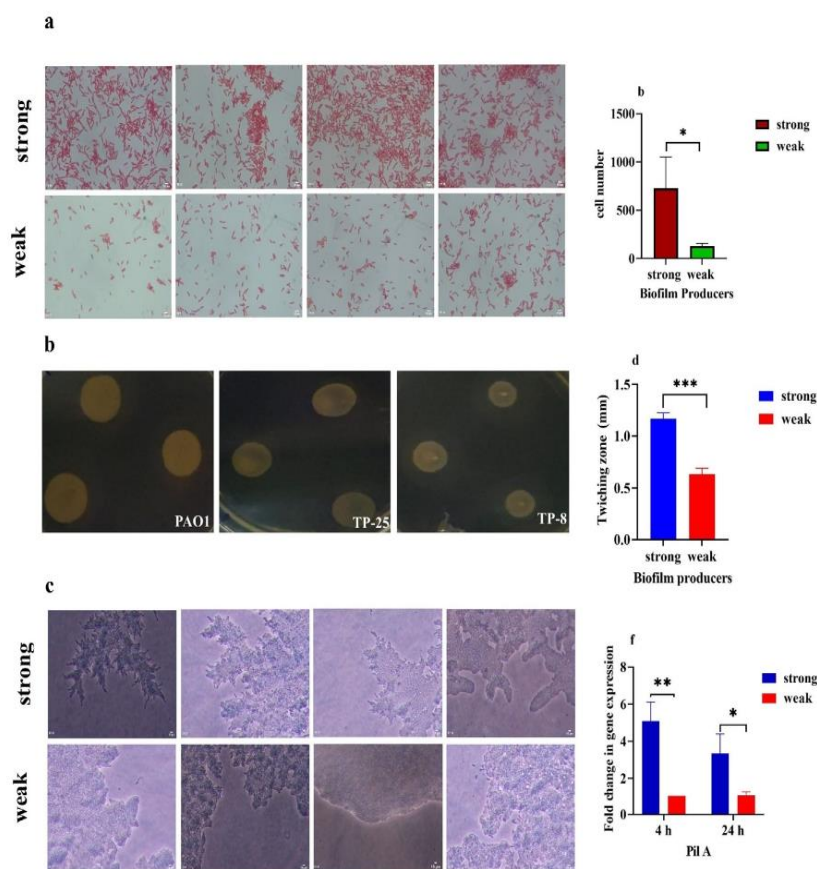 a
strong
weak
b
1500
1000
500
0
cell number
*
strong weak
Biofilm Producers
strong
weak
b
PAO1
TP-25
TP-8
d
1.5
1.0
0.5
0.0
Twiching zone (mm)
***
strong weak
Biofilm producers
strong
weak
c
strong
weak
f
8
6
4
2
0
Fold change in gene expression
**
*
4 h 24 h
Pil A
strong
weak